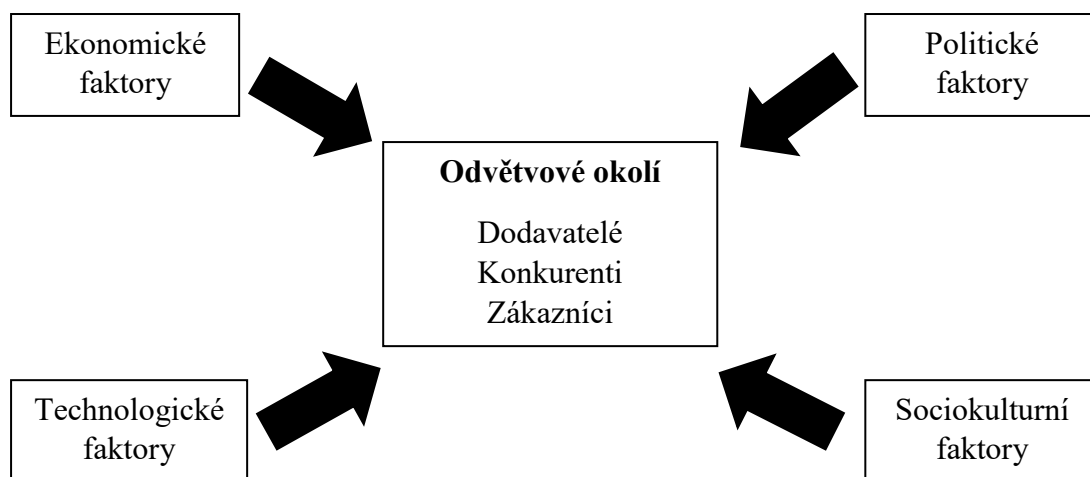 Ekonomické
faktory
Politické
faktory
Odvětvové okolí
Dodavatelé
Konkurenti
Zákazníci
Technologické
faktory
Sociokulturní
faktory